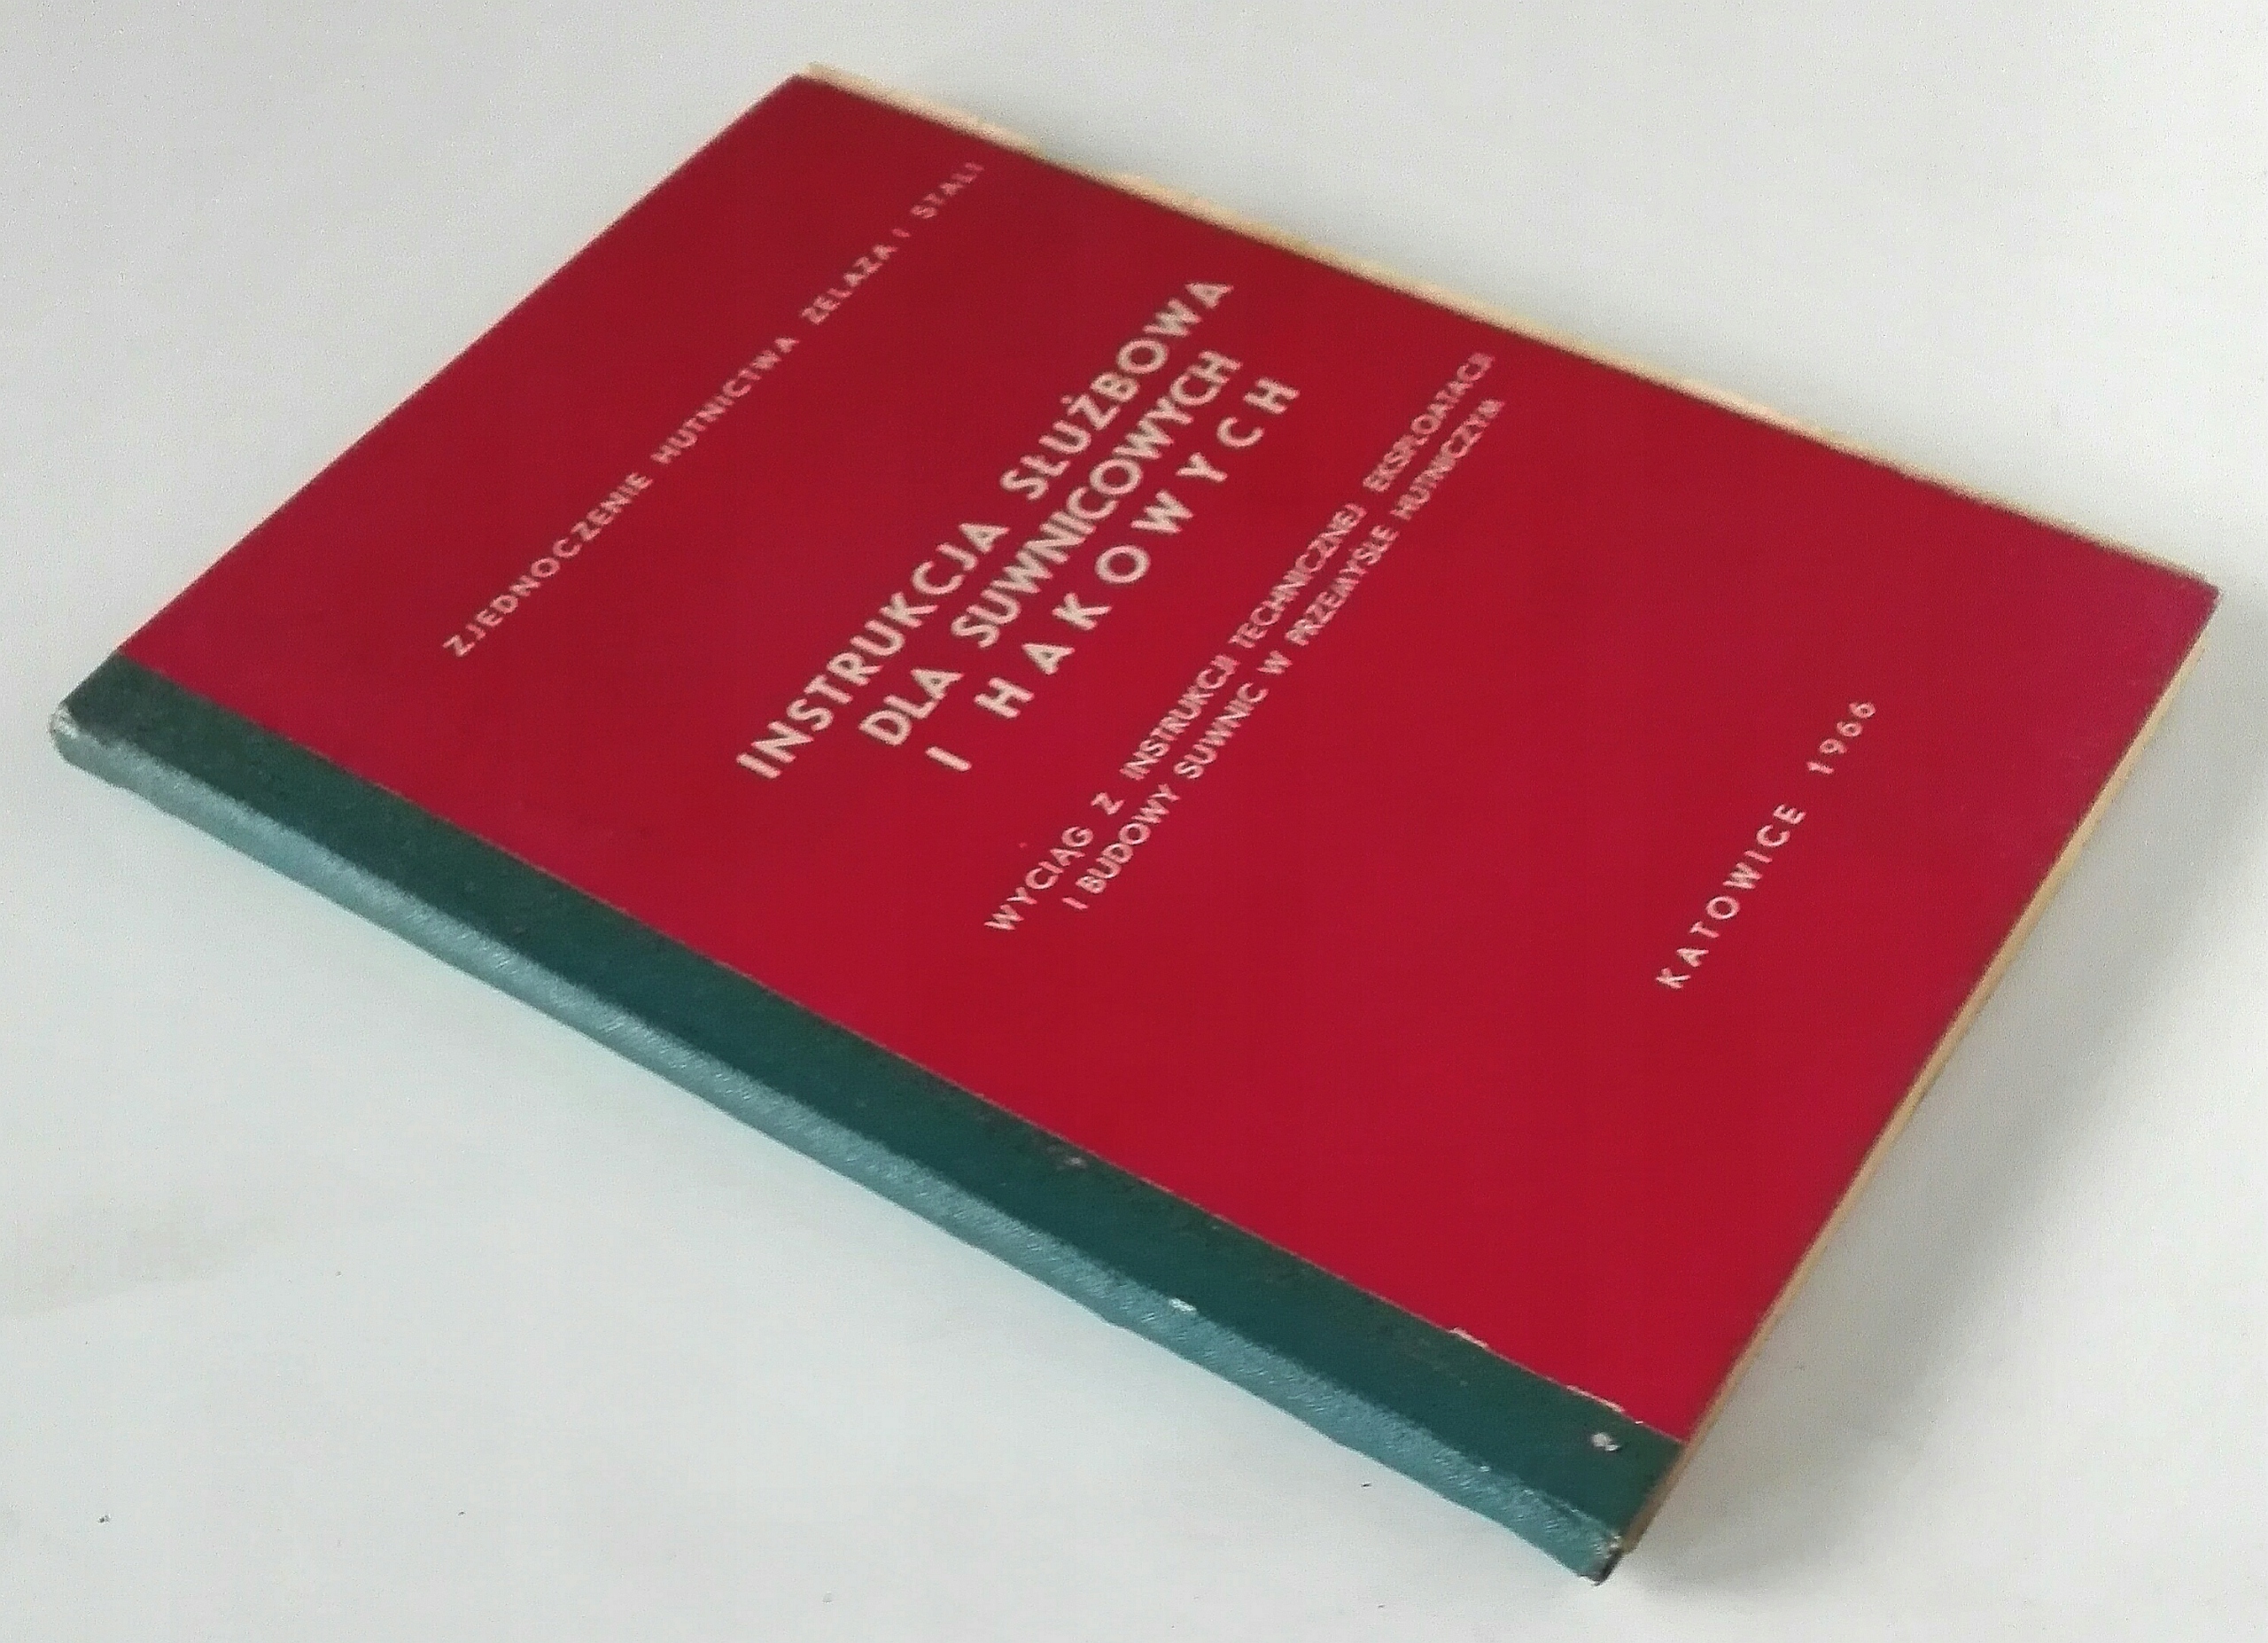 ZJEDNOCZENIE HUTNICTWA ŻELAZA I STALI
INSTRUKCJA SŁUŻBOWA
DLA SUWNICOWYCH
I HAKOWYCH
WYCIĄG Z INSTRUKCJI TECHNICZNEJ EKSPLOATACJI
I BUDOWY SUWNIC W PRZEMYŚLE HUTNICZYM
KATOWICE 1966